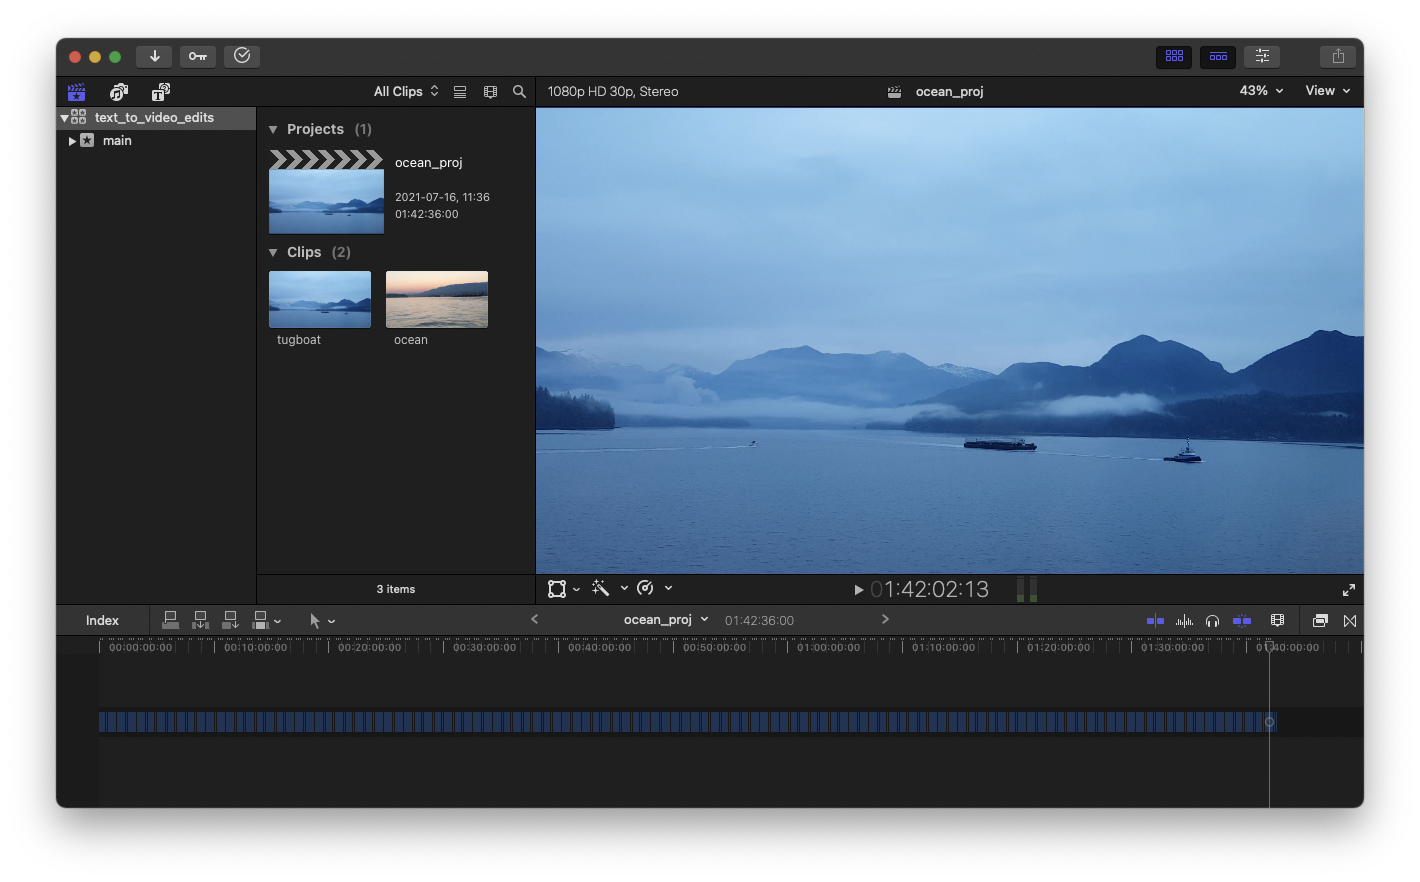 All Clips
1080p HD 30p, Stereo
ocean_proj
43%
View
text_to_video_edits
main
Projects (1)
ocean_proj
2021-07-16, 11:36
01:42:36:00
Clips (2)
tugboat
ocean
3 items
01:42:02:13
Index
ocean_proj
01:42:36:00
00:00:00:00
00:10:00:00
00:20:00:00
00:30:00:00
00:40:00:00
00:50:00:00
01:00:00:00
01:10:00:00
01:20:00:00
01:30:00:00
01:40:00:00